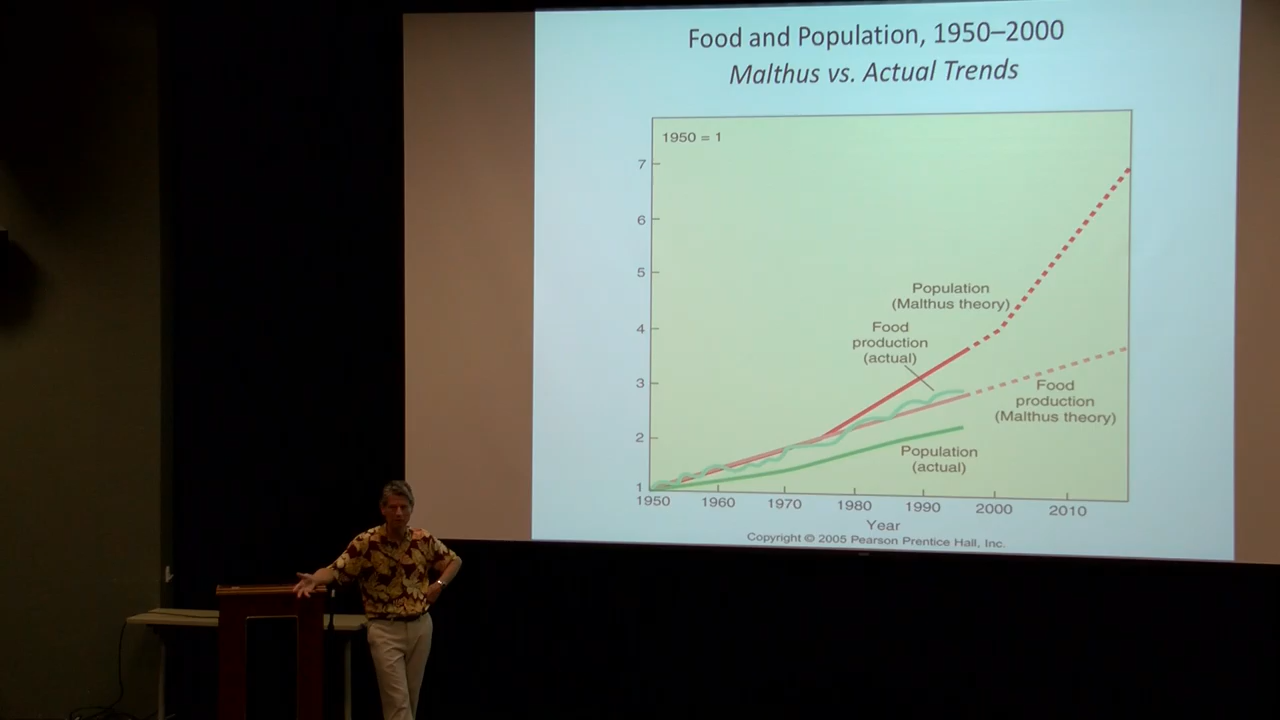 Food and Population, 1950–2000
Malthus vs. Actual Trends
1950 = 1
7
6
5
4
3
2
1
Population
(Malthus theory)
Food
production
(actual)
Food
production
(Malthus theory)
Population
(actual)
1950 1960 1970 1980 1990 2000 2010
Year
Copyright © 2005 Pearson Prentice Hall, Inc.